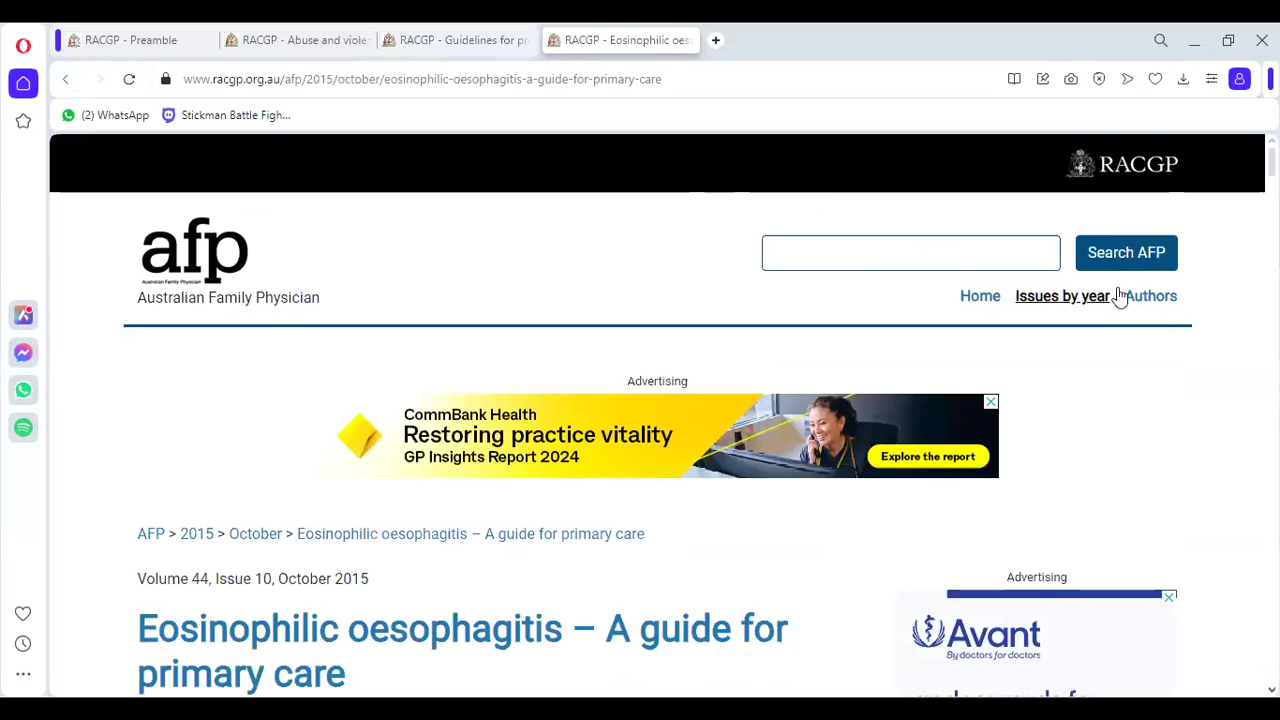 RACGP - Preamble
RACGP - Abuse and viole
RACGP - Guidelines for pr
RACGP - Eosinophilic oes
www.racgp.org.au/afp/2015/october/eosinophilic-oesophagitis-a-guide-for-primary-care
(2) WhatsApp
Stickman Battle Figh...
RACGP
afp
Australian Family Physician
Australian Family Physician
Search AFP
Home
Issues by year
Authors
Advertising
CommBank Health
Restoring practice vitality
GP Insights Report 2024
Explore the report
AFP > 2015 > October > Eosinophilic oesophagitis – A guide for primary care
Volume 44, Issue 10, October 2015
Advertising
Eosinophilic oesophagitis – A guide for
primary care
Avant
By doctors for doctors